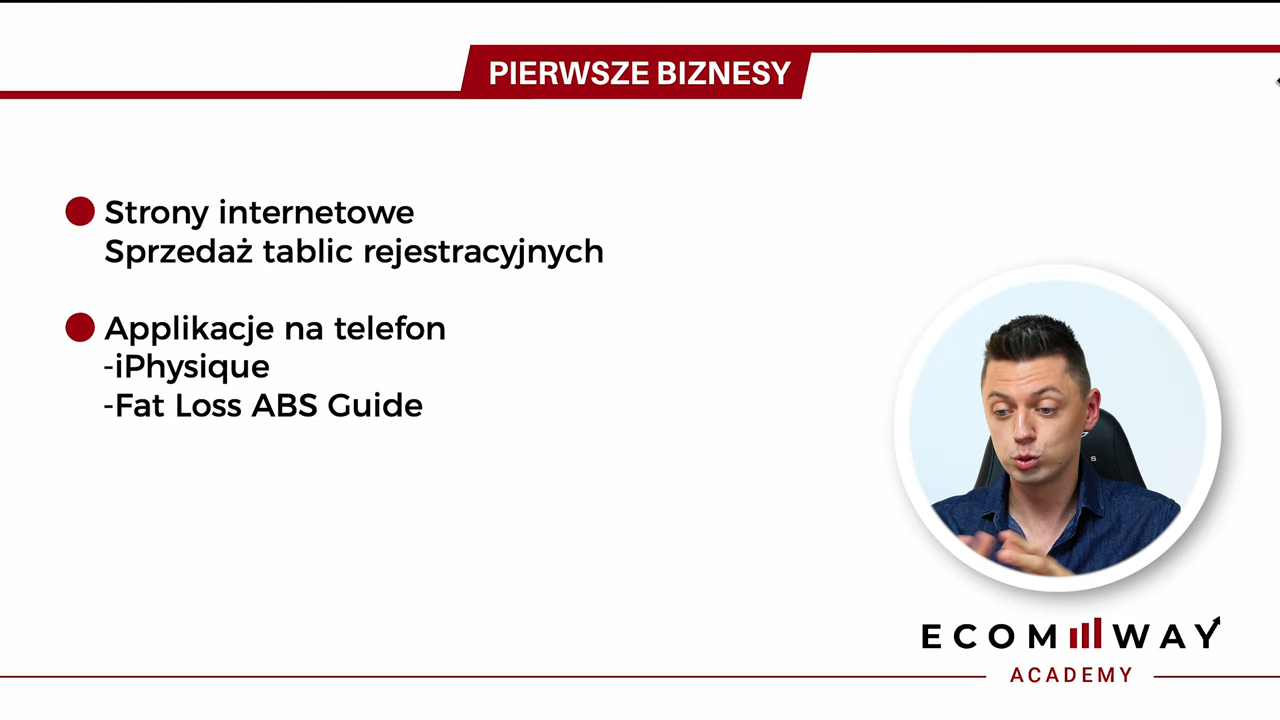 PIERWSZE BIZNESY
Strony internetowe
Sprzedaż tablic rejestracyjnych
Applikacje na telefon
-iPhysique
-Fat Loss ABS Guide
ECOM WAY
ACADEMY